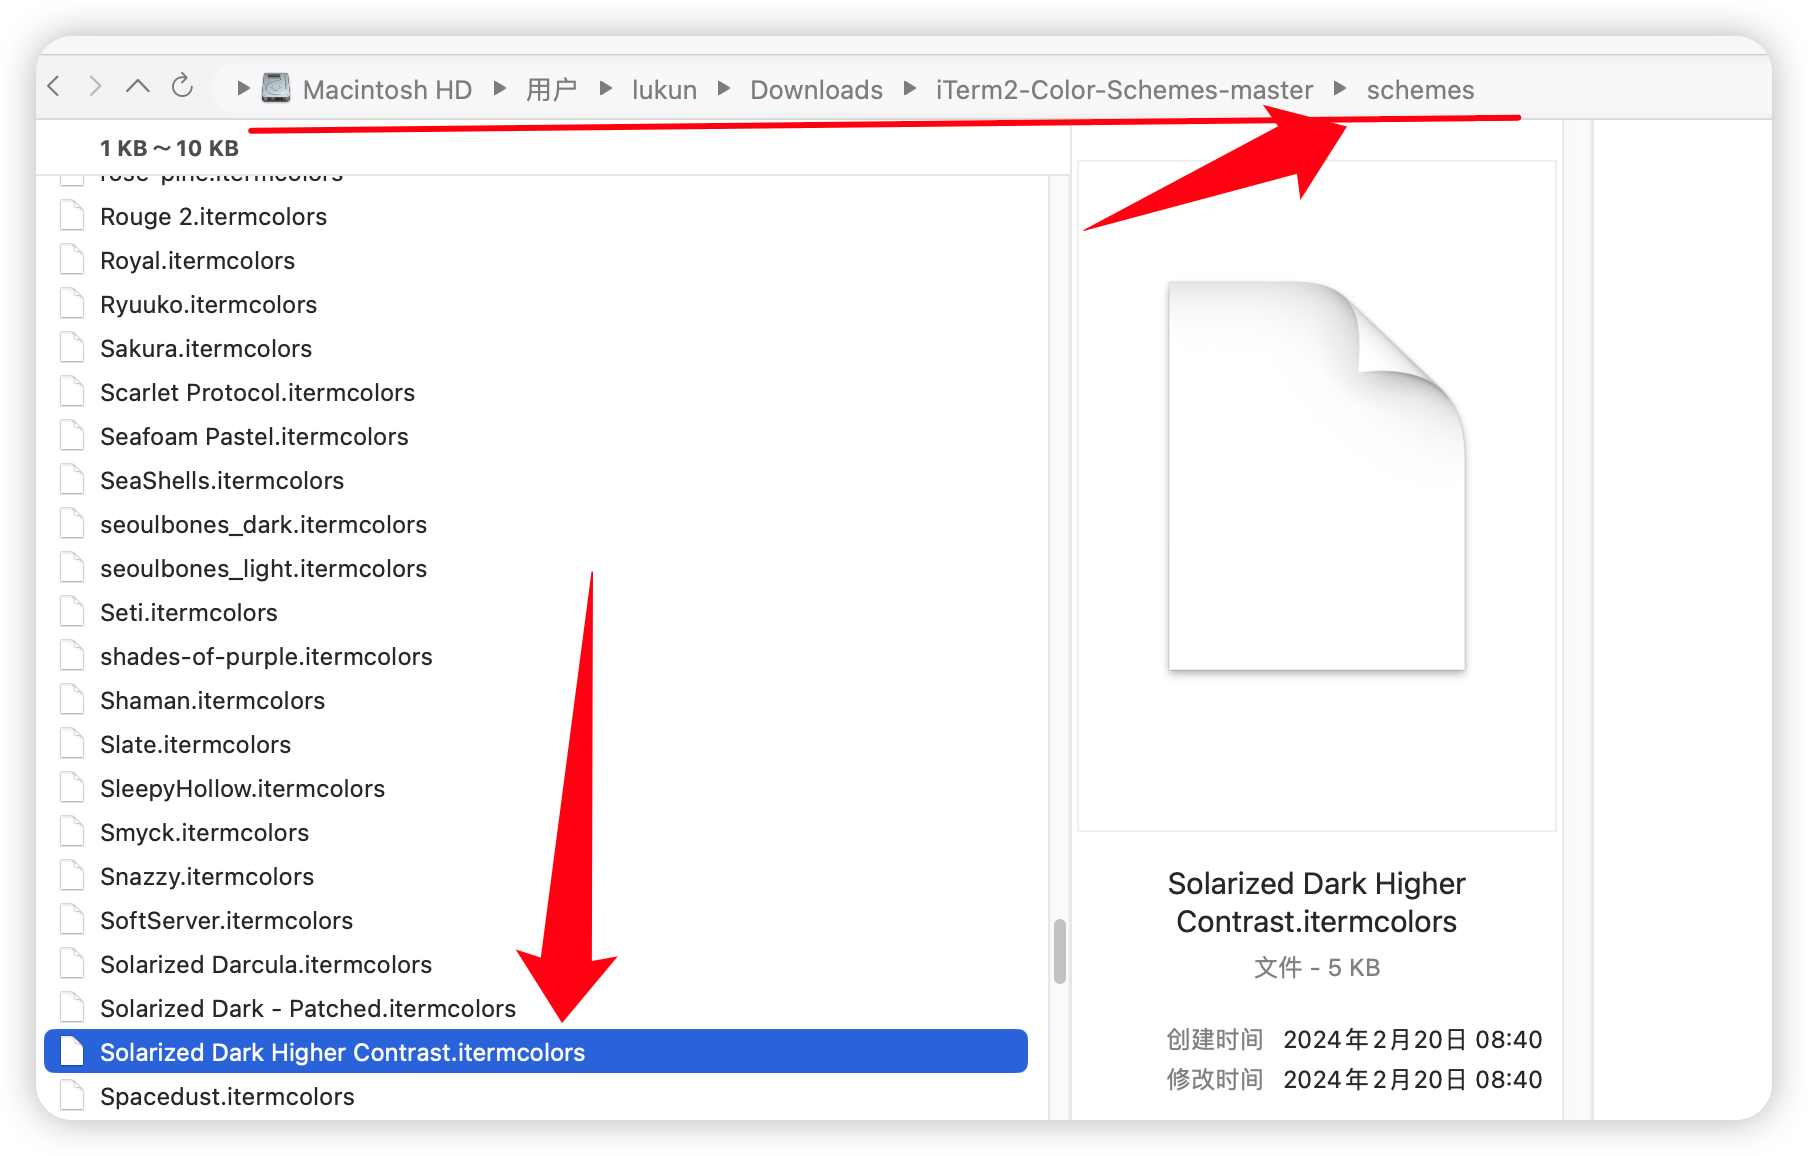 Macintosh HD 用户 lukun Downloads iTerm2-Color-Schemes-master schemes
1 KB～10 KB
rose-pine.itermcolors
Rouge 2.itermcolors
Royal.itermcolors
Ryuuko.itermcolors
Sakura.itermcolors
Scarlet Protocol.itermcolors
Seafoam Pastel.itermcolors
SeaShells.itermcolors
seoulbones_dark.itermcolors
seoulbones_light.itermcolors
Seti.itermcolors
shades-of-purple.itermcolors
Shaman.itermcolors
Slate.itermcolors
SleepyHollow.itermcolors
Smyck.itermcolors
Snazzy.itermcolors
SoftServer.itermcolors
Solarized Darcula.itermcolors
Solarized Dark - Patched.itermcolors
Solarized Dark Higher Contrast.itermcolors
Spacedust.itermcolors
Solarized Dark Higher
Contrast.itermcolors
文件 - 5 KB
创建时间 2024年2月20日 08:40
修改时间 2024年2月20日 08:40